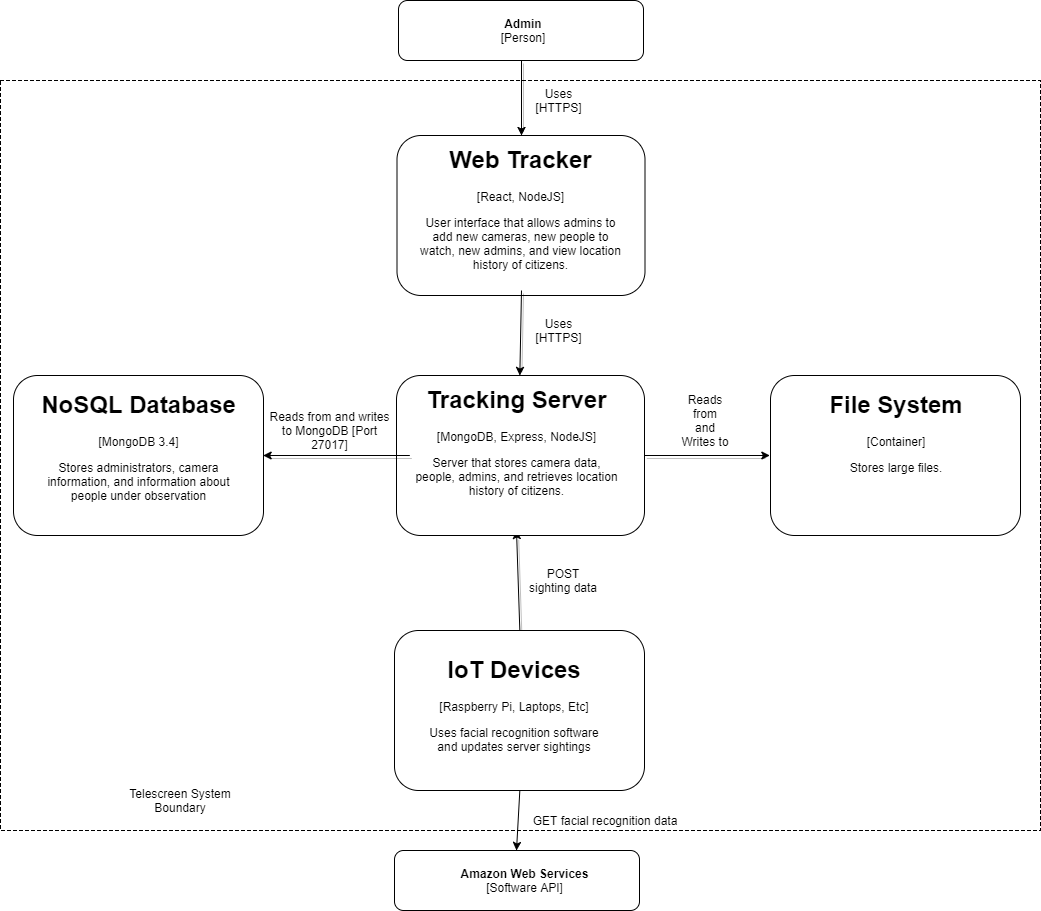 Admin
[Person]
Uses
[HTTPS]
Web Tracker
[React, NodeJS]
User interface that allows admins to
add new cameras, new people to
watch, new admins, and view location
history of citizens.
Uses
[HTTPS]
NoSQL Database
[MongoDB 3.4]
Stores administrators, camera
information, and information about
people under observation
Reads from and writes
to MongoDB [Port
27017]
Tracking Server
[MongoDB, Express, NodeJS]
Server that stores camera data,
people, admins, and retrieves location
history of citizens.
Reads
from
and
Writes to
File System
[Container]
Stores large files.
POST
sighting data
IoT Devices
[Raspberry Pi, Laptops, Etc]
Uses facial recognition software
and updates server sightings
Telescreen System
Boundary
GET facial recognition data
Amazon Web Services
[Software API]